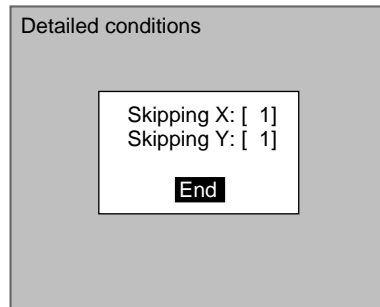 Detailed conditions
Skipping X: [  1]
Skipping Y: [  1]
End